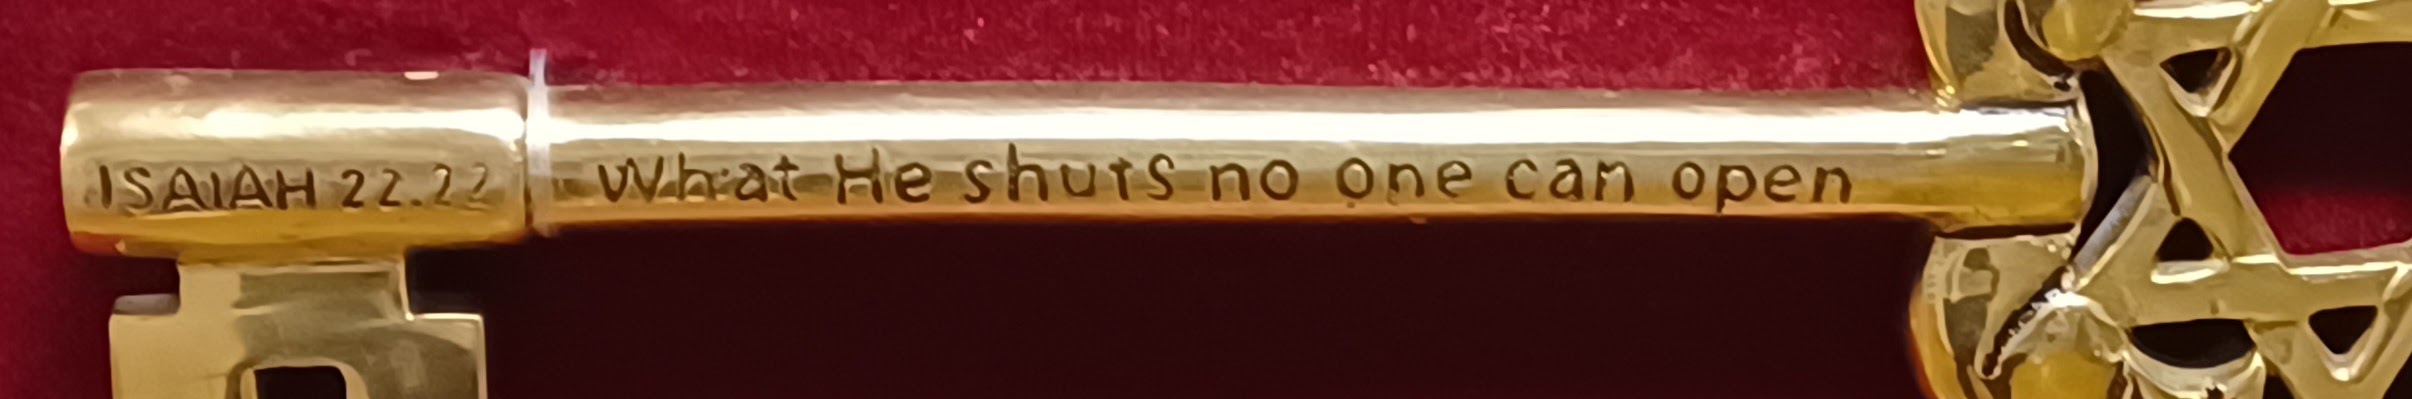 ISAIAH 22.22 What He shuts no one can open